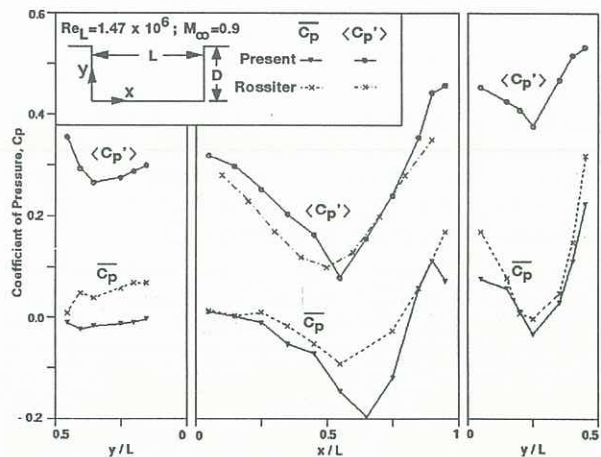 Re_L=1.47 x 10^6 ; M_∞=0.9
L
D
y
x
C̅p̅ ⟨Cp'⟩
Present
Rossiter
Coefficient of Pressure, Cp
0.6
0.4
0.2
0.0
- 0.2
⟨Cp'⟩
C̅p̅
⟨Cp'⟩
C̅p̅
⟨Cp'⟩
C̅p̅
0.5 0 0 0.5 1 0 0.5
y/L x/L y/L